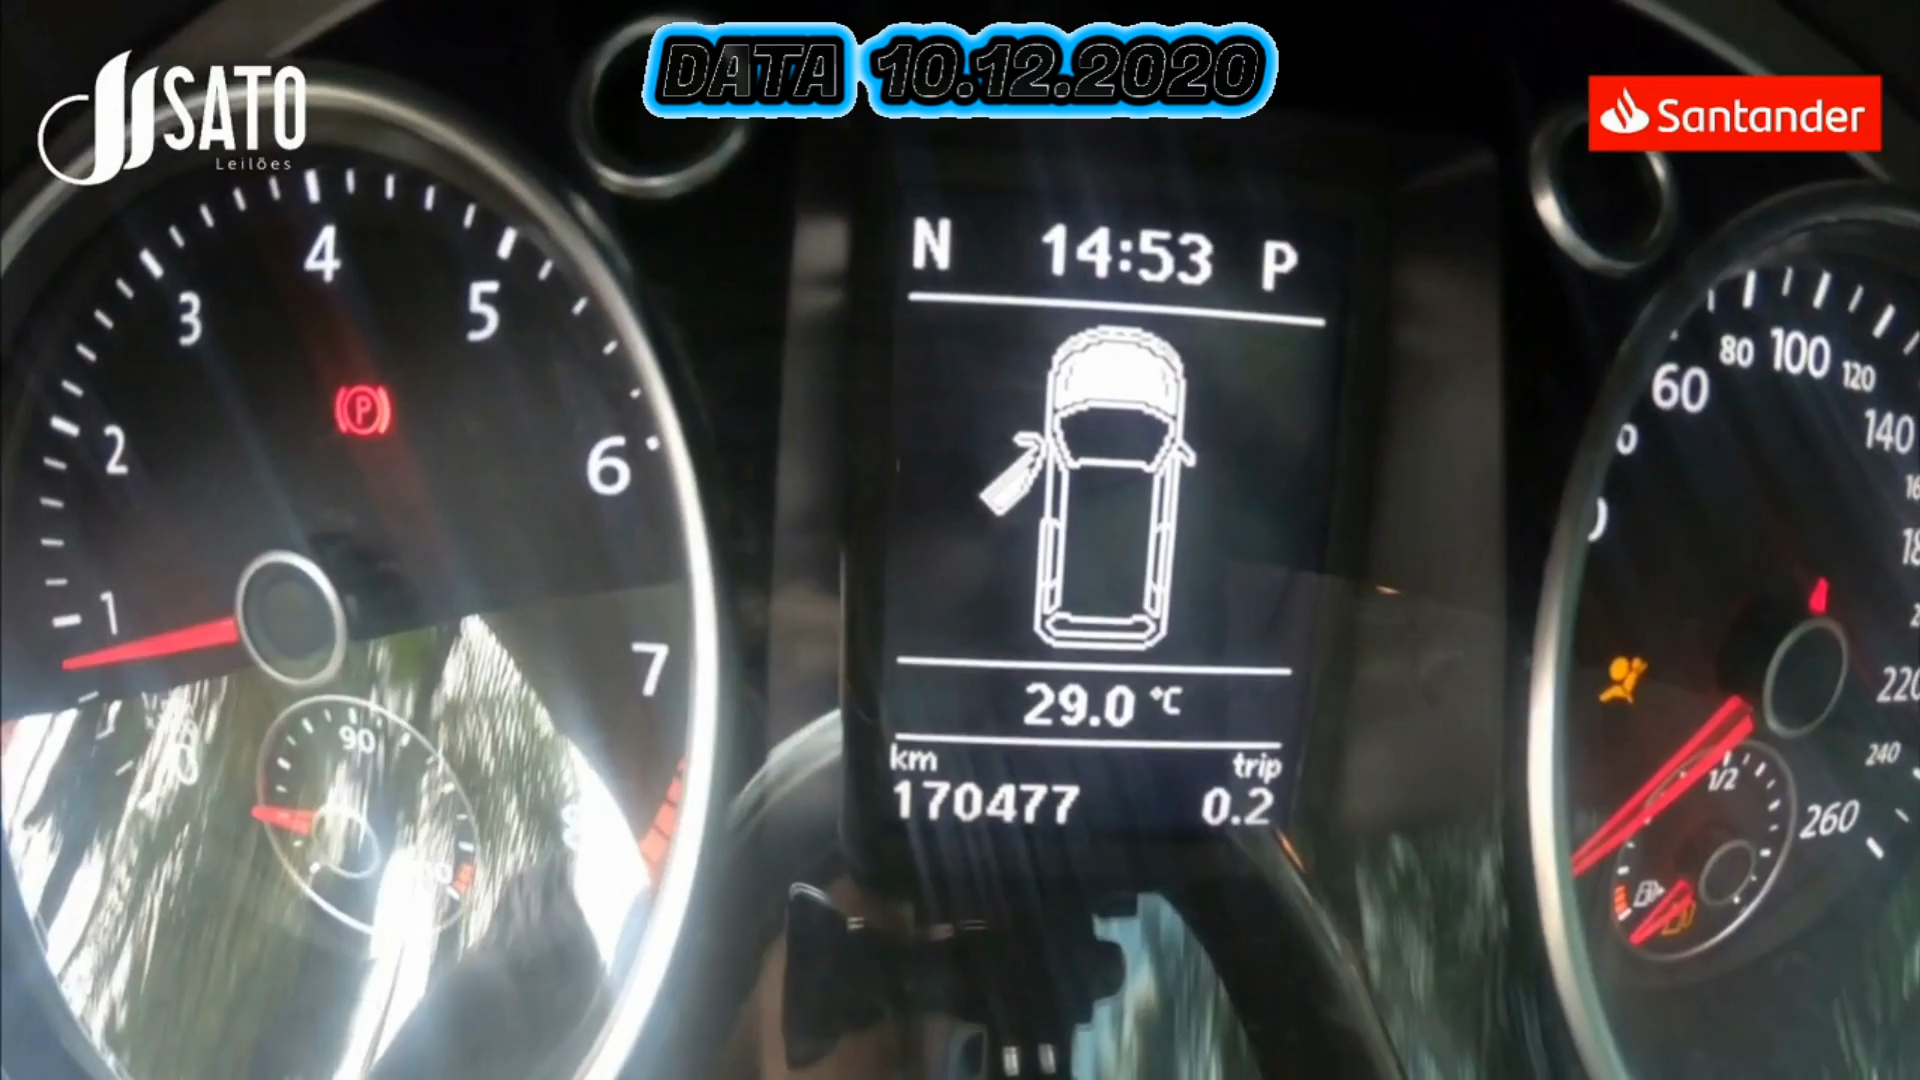 DATA 10.12.2020
SATO
Leilões
Santander
N 14:53 P
29.0 °C
km trip
170477 0.2
1
2
3
4
5
6
7
90
P
60
80
100
120
140
220
240
260
1/2